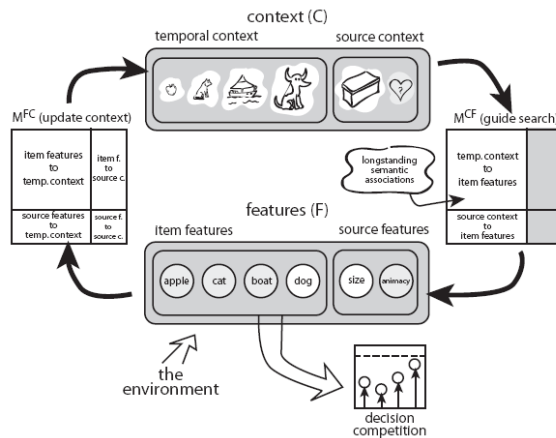 context (C)
temporal context
source context
?
M^FC (update context)
item features
to
temp.context
item f.
to
source c.
source features
to
temp.context
source f.
to
source c.
M^CF (guide search)
temp.context
to
item features
source context
to
item features
longstanding
semantic
associations
features (F)
item features
source features
apple
cat
boat
dog
size
animacy
the
environment
decision
competition